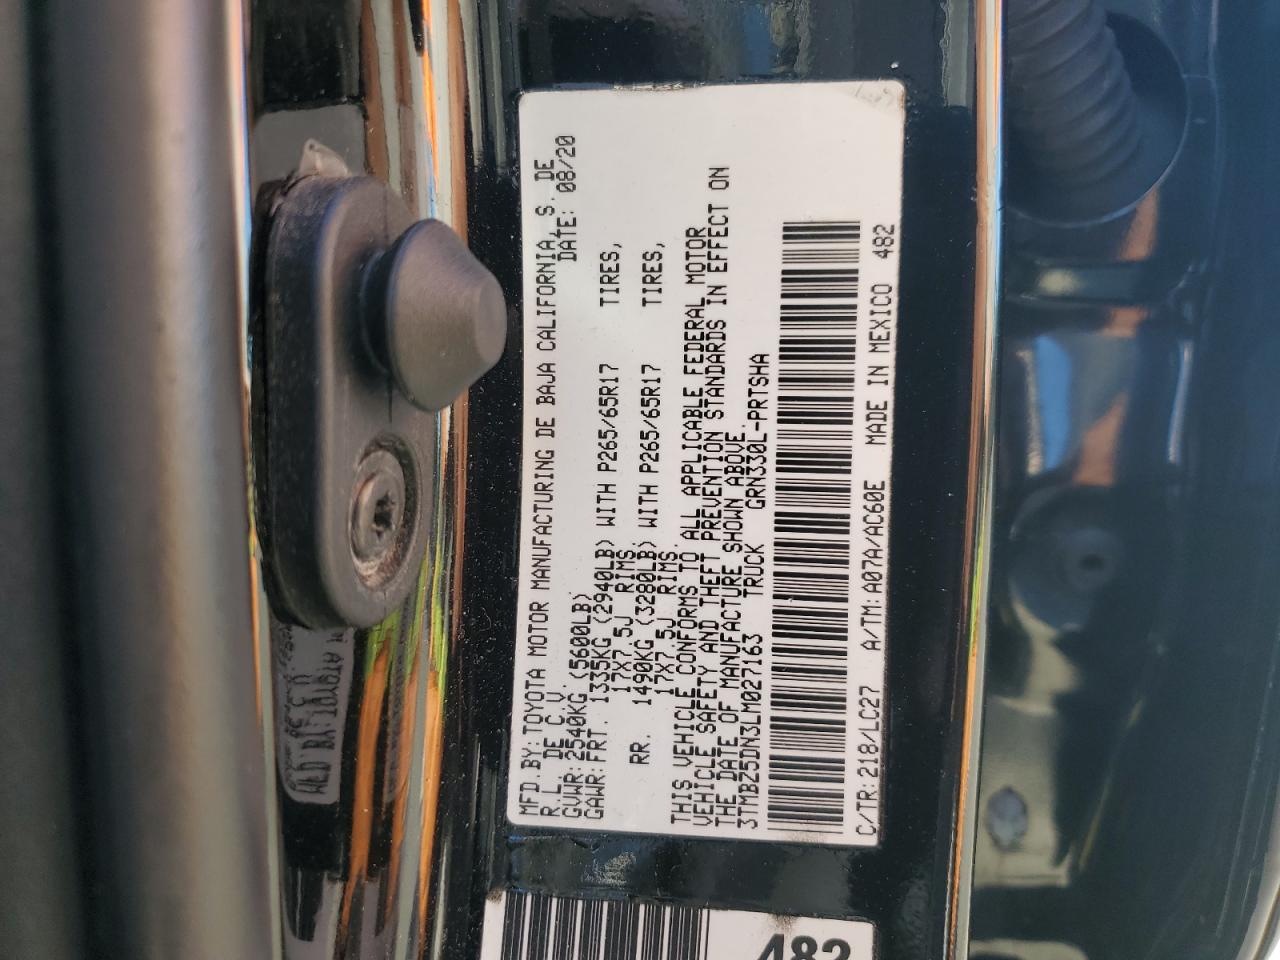 MFD.BY:TOYOTA MOTOR MANUFACTURING DE BAJA CALIFORNIA, S. DE
R.L. DE C.V. DATE: 08/20
GVWR:2540KG (5600LB)
GAWR:FRT. 1335KG (2940LB) WITH P265/65R17 TIRES,
17X7.5J RIMS
RR. 1490KG (3280LB) WITH P265/65R17 TIRES,
17X7.5J RIMS.
THIS VEHICLE CONFORMS TO ALL APPLICABLE FEDERAL MOTOR
VEHICLE SAFETY AND THEFT PREVENTION STANDARDS IN EFFECT ON
THE DATE OF MANUFACTURE SHOWN ABOVE.
3TMBZ5DN3LM027163 TRUCK GRN330L-PRTSHA
C/TR:218/LC27 A/TM:A07A/AC60E MADE IN MEXICO 482
482